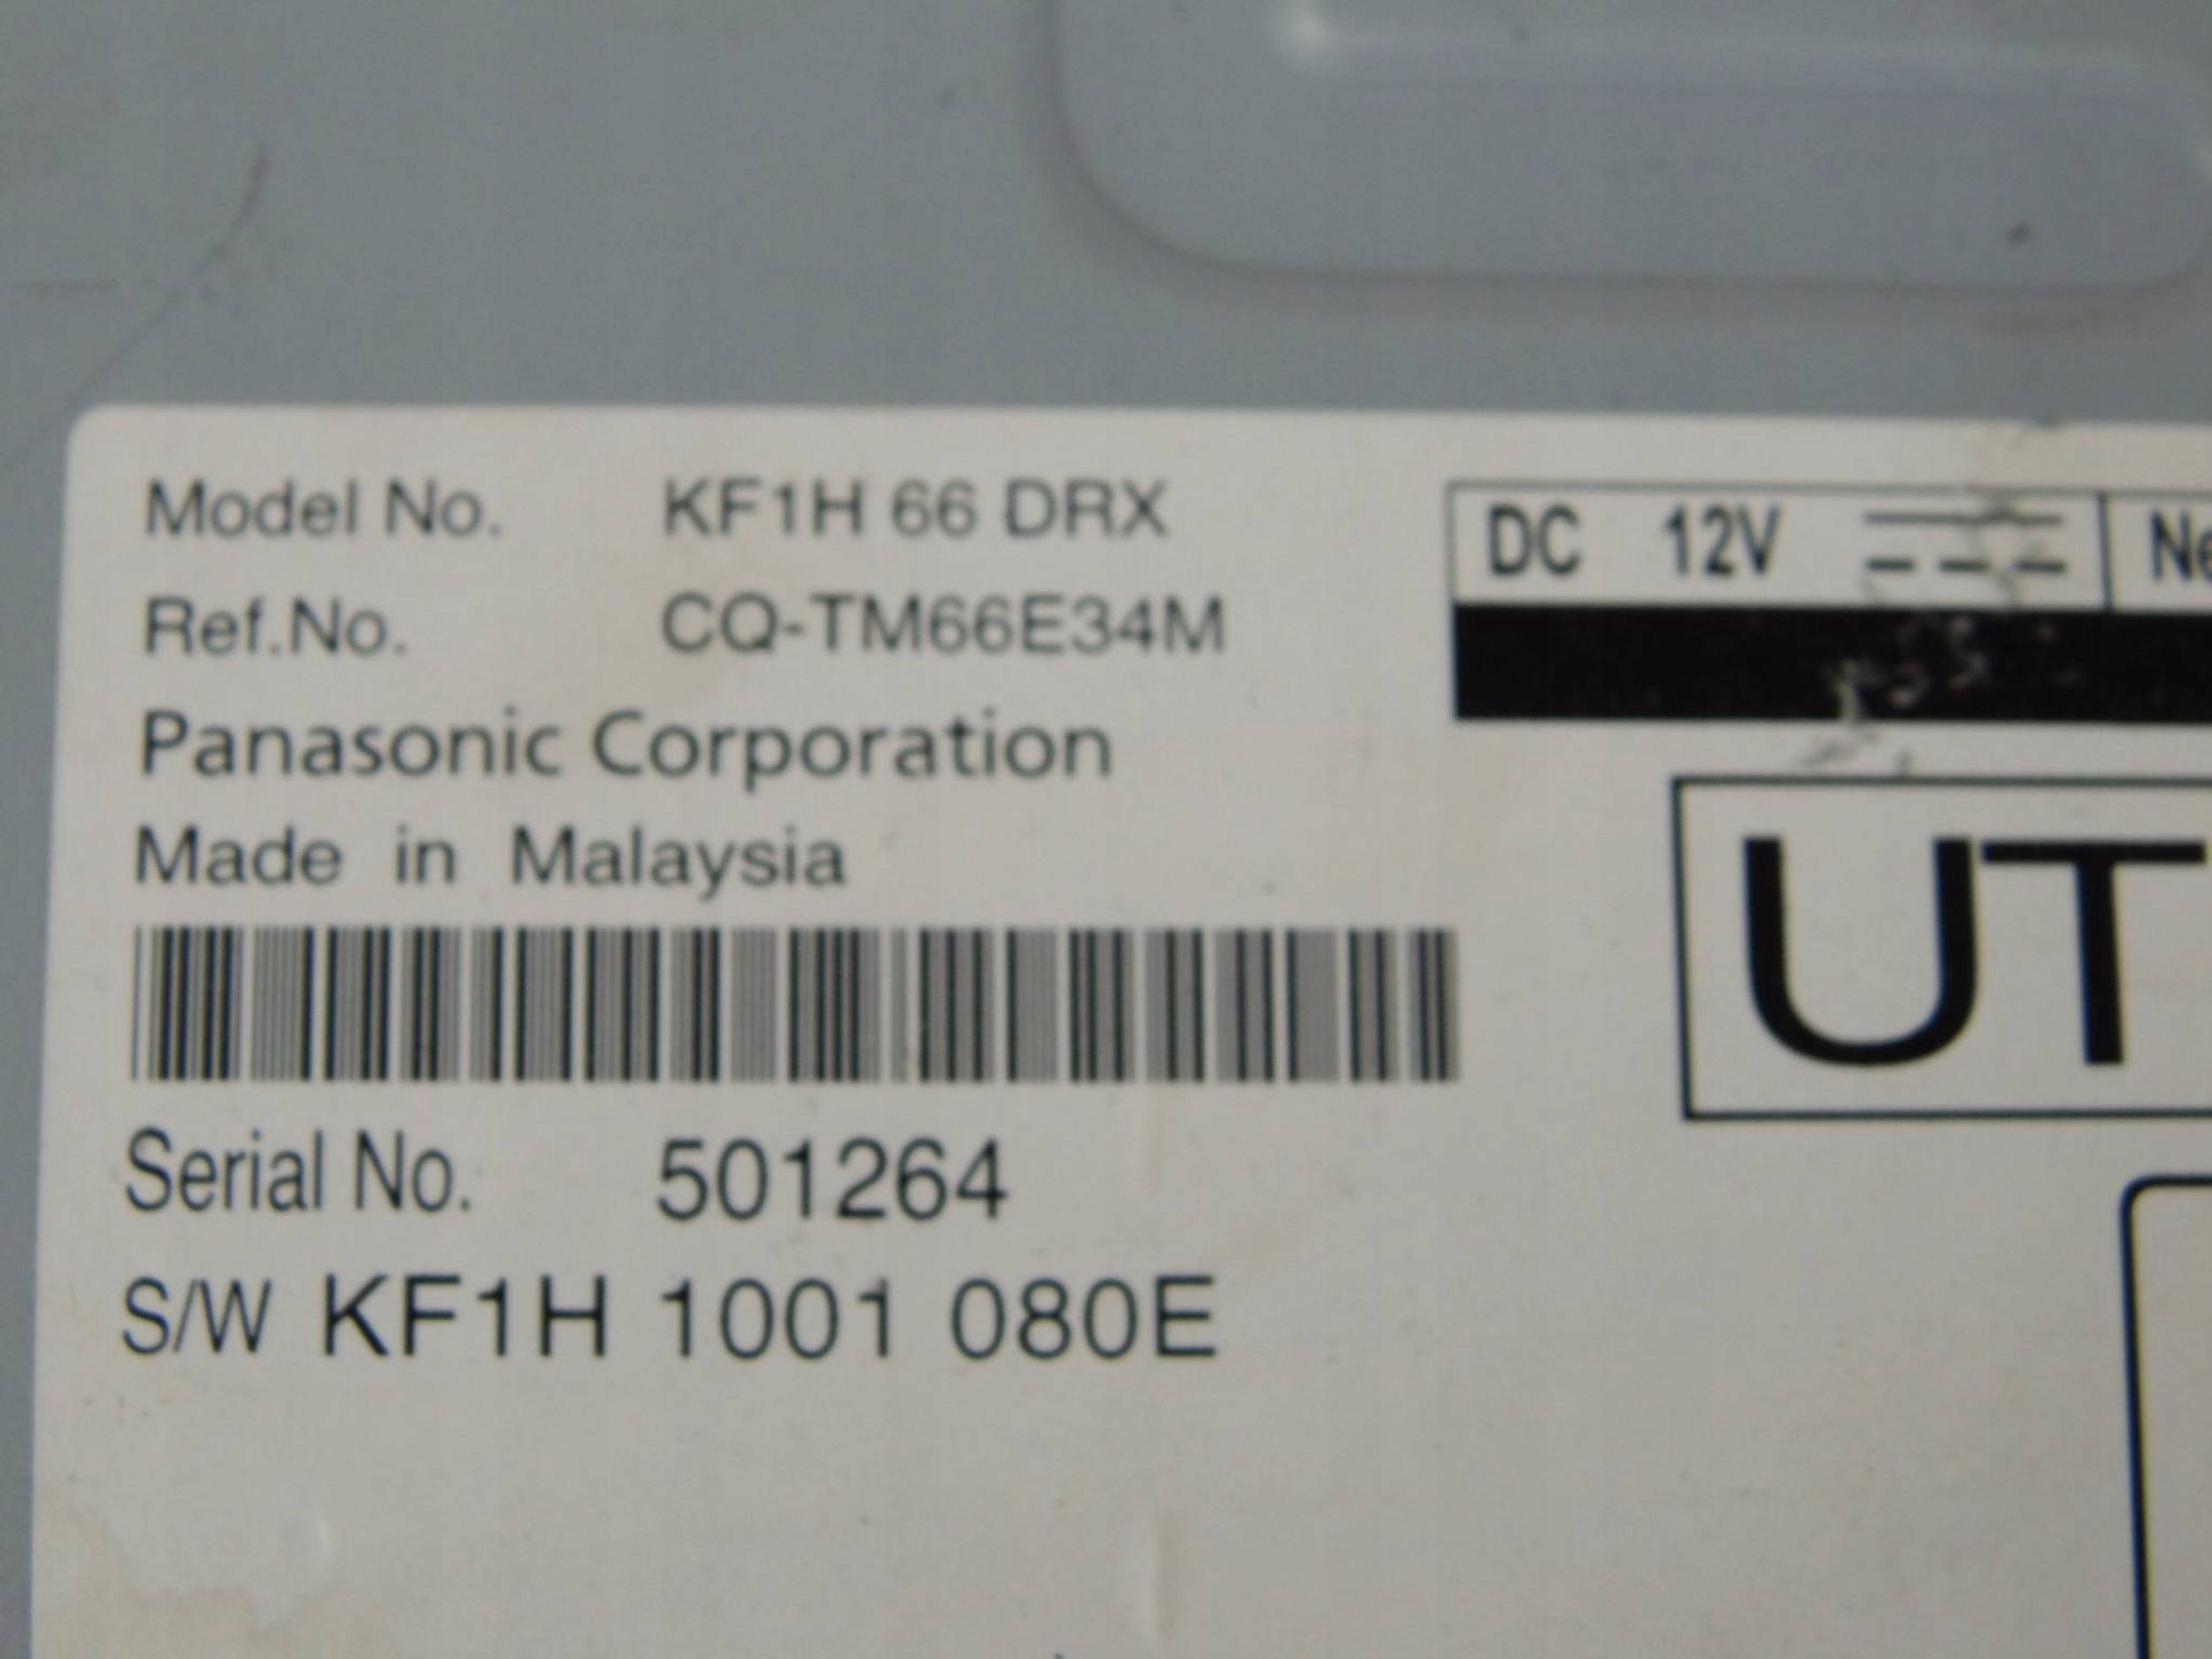 Model No. KF1H 66 DRX
Ref.No. CQ-TM66E34M
Panasonic Corporation
Made in Malaysia
Serial No. 501264
S/W KF1H 1001 080E
DC 12V
Ne
UT